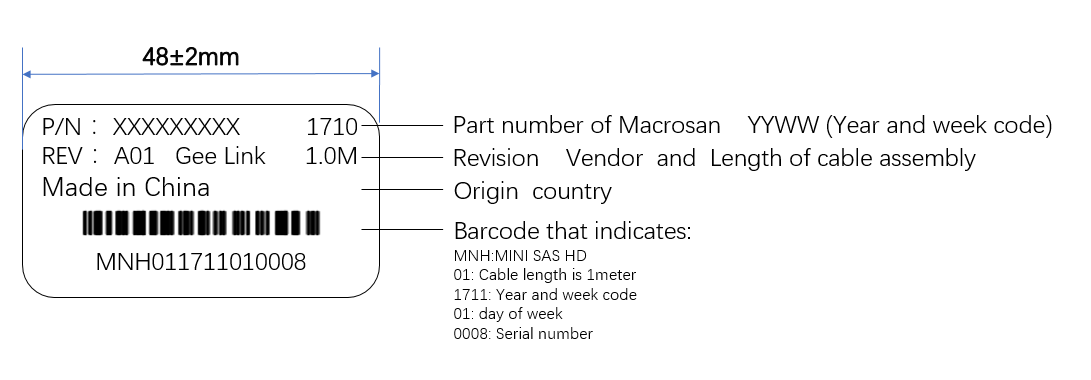 48±2mm
P/N： XXXXXXXXX 1710
Part number of Macrosan YYWW (Year and week code)
REV： A01 Gee Link 1.0M
Revision Vendor and Length of cable assembly
Made in China
Origin country
Barcode that indicates:
MNH011711010008
MNH:MINI SAS HD
01: Cable length is 1meter
1711: Year and week code
01: day of week
0008: Serial number